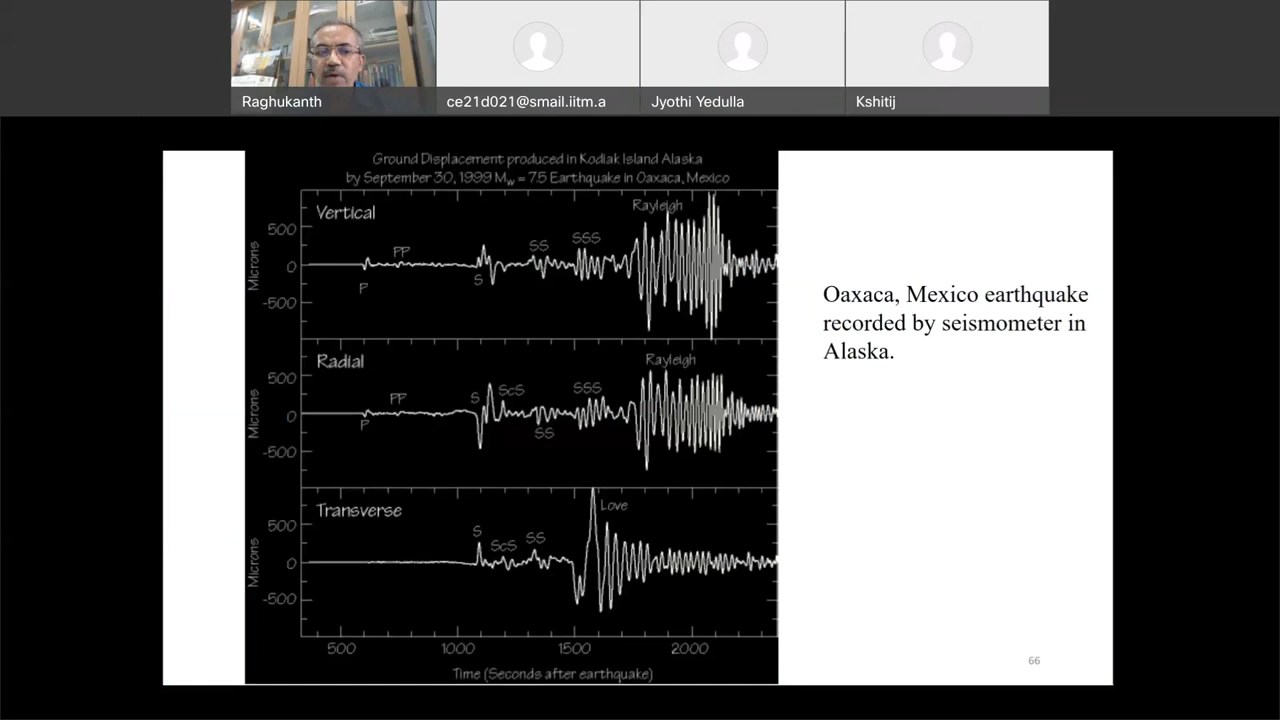 Raghukanth
ce21d021@smail.iitm.a
Jyothi Yedulla
Kshitij
Ground Displacement produced in Kodiak Island Alaska
by September 30, 1999 Mw = 7.5 Earthquake in Oaxaca, Mexico
Vertical
Rayleigh
Microns
500
0
-500
P
PP
S
SS
SSS
Radial
Rayleigh
Microns
500
0
-500
P
PP
S
ScS
SS
SSS
Transverse
Love
Microns
500
0
-500
S
ScS
SS
500
1000
1500
2000
Time (Seconds after earthquake)
Oaxaca, Mexico earthquake
recorded by seismometer in
Alaska.
66